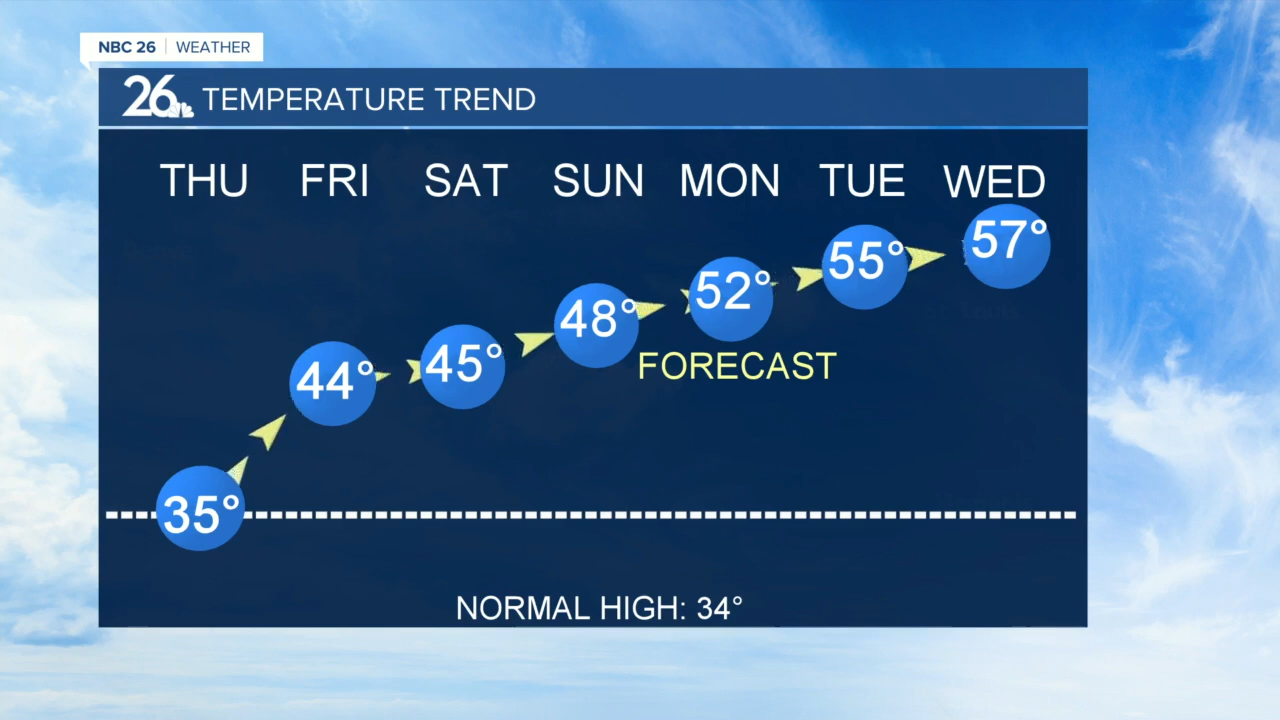 NBC 26 | WEATHER
26 TEMPERATURE TREND
THU FRI SAT SUN MON TUE WED
35° 44° 45° 48° 52° 55° 57°
FORECAST
NORMAL HIGH: 34°